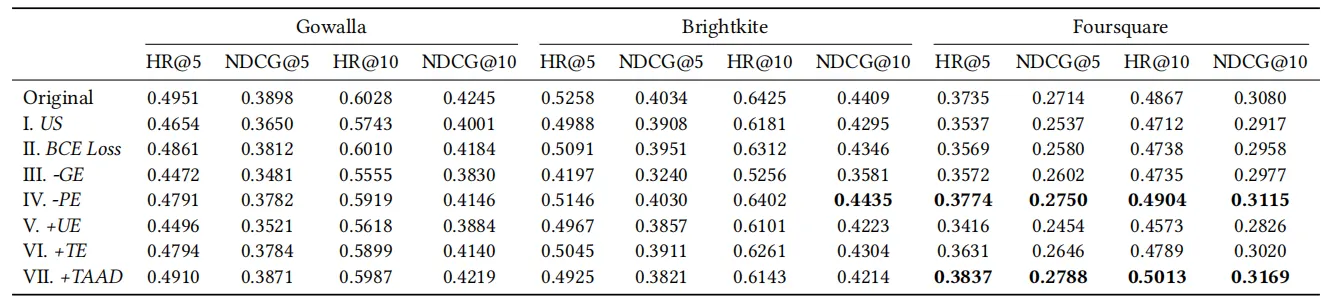 Gowalla Brightkite Foursquare
HR@5 NDCG@5 HR@10 NDCG@10 HR@5 NDCG@5 HR@10 NDCG@10 HR@5 NDCG@5 HR@10 NDCG@10
Original 0.4951 0.3898 0.6028 0.4245 0.5258 0.4034 0.6425 0.4409 0.3735 0.2714 0.4867 0.3080
I. US 0.4654 0.3650 0.5743 0.4001 0.4988 0.3908 0.6181 0.4295 0.3537 0.2537 0.4712 0.2917
II. BCE Loss 0.4861 0.3812 0.6010 0.4184 0.5091 0.3951 0.6312 0.4346 0.3569 0.2580 0.4738 0.2958
III. -GE 0.4472 0.3481 0.5555 0.3830 0.4197 0.3240 0.5256 0.3581 0.3572 0.2602 0.4735 0.2977
IV. -PE 0.4791 0.3782 0.5919 0.4146 0.5146 0.4030 0.6402 0.4435 0.3774 0.2750 0.4904 0.3115
V. +UE 0.4496 0.3521 0.5618 0.3884 0.4967 0.3857 0.6101 0.4223 0.3416 0.2454 0.4573 0.2826
VI. +TE 0.4794 0.3784 0.5899 0.4140 0.5045 0.3911 0.6261 0.4304 0.3631 0.2646 0.4789 0.3020
VII. +TAAD 0.4910 0.3871 0.5987 0.4219 0.4925 0.3821 0.6143 0.4214 0.3837 0.2788 0.5013 0.3169